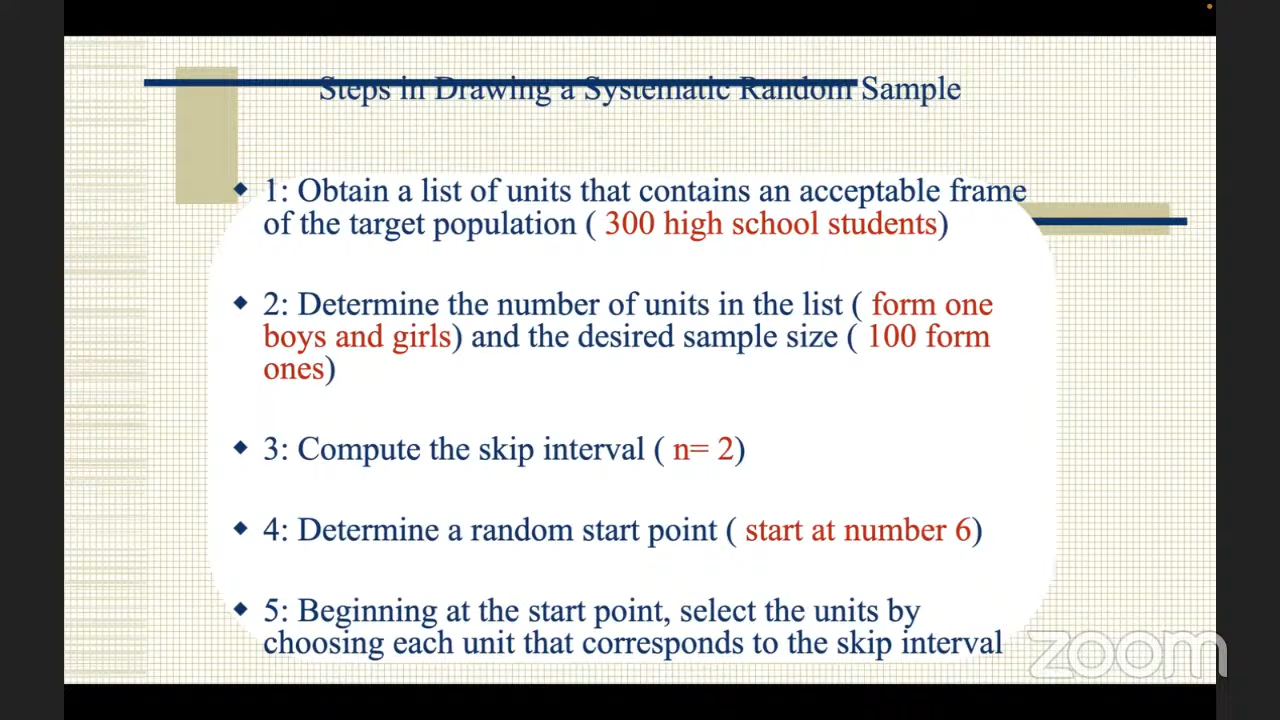 Steps in Drawing a Systematic Random Sample
◆ 1: Obtain a list of units that contains an acceptable frame
of the target population ( 300 high school students)
◆ 2: Determine the number of units in the list ( form one
boys and girls) and the desired sample size ( 100 form
ones)
◆ 3: Compute the skip interval ( n= 2)
◆ 4: Determine a random start point ( start at number 6)
◆ 5: Beginning at the start point, select the units by
choosing each unit that corresponds to the skip interval
zoom